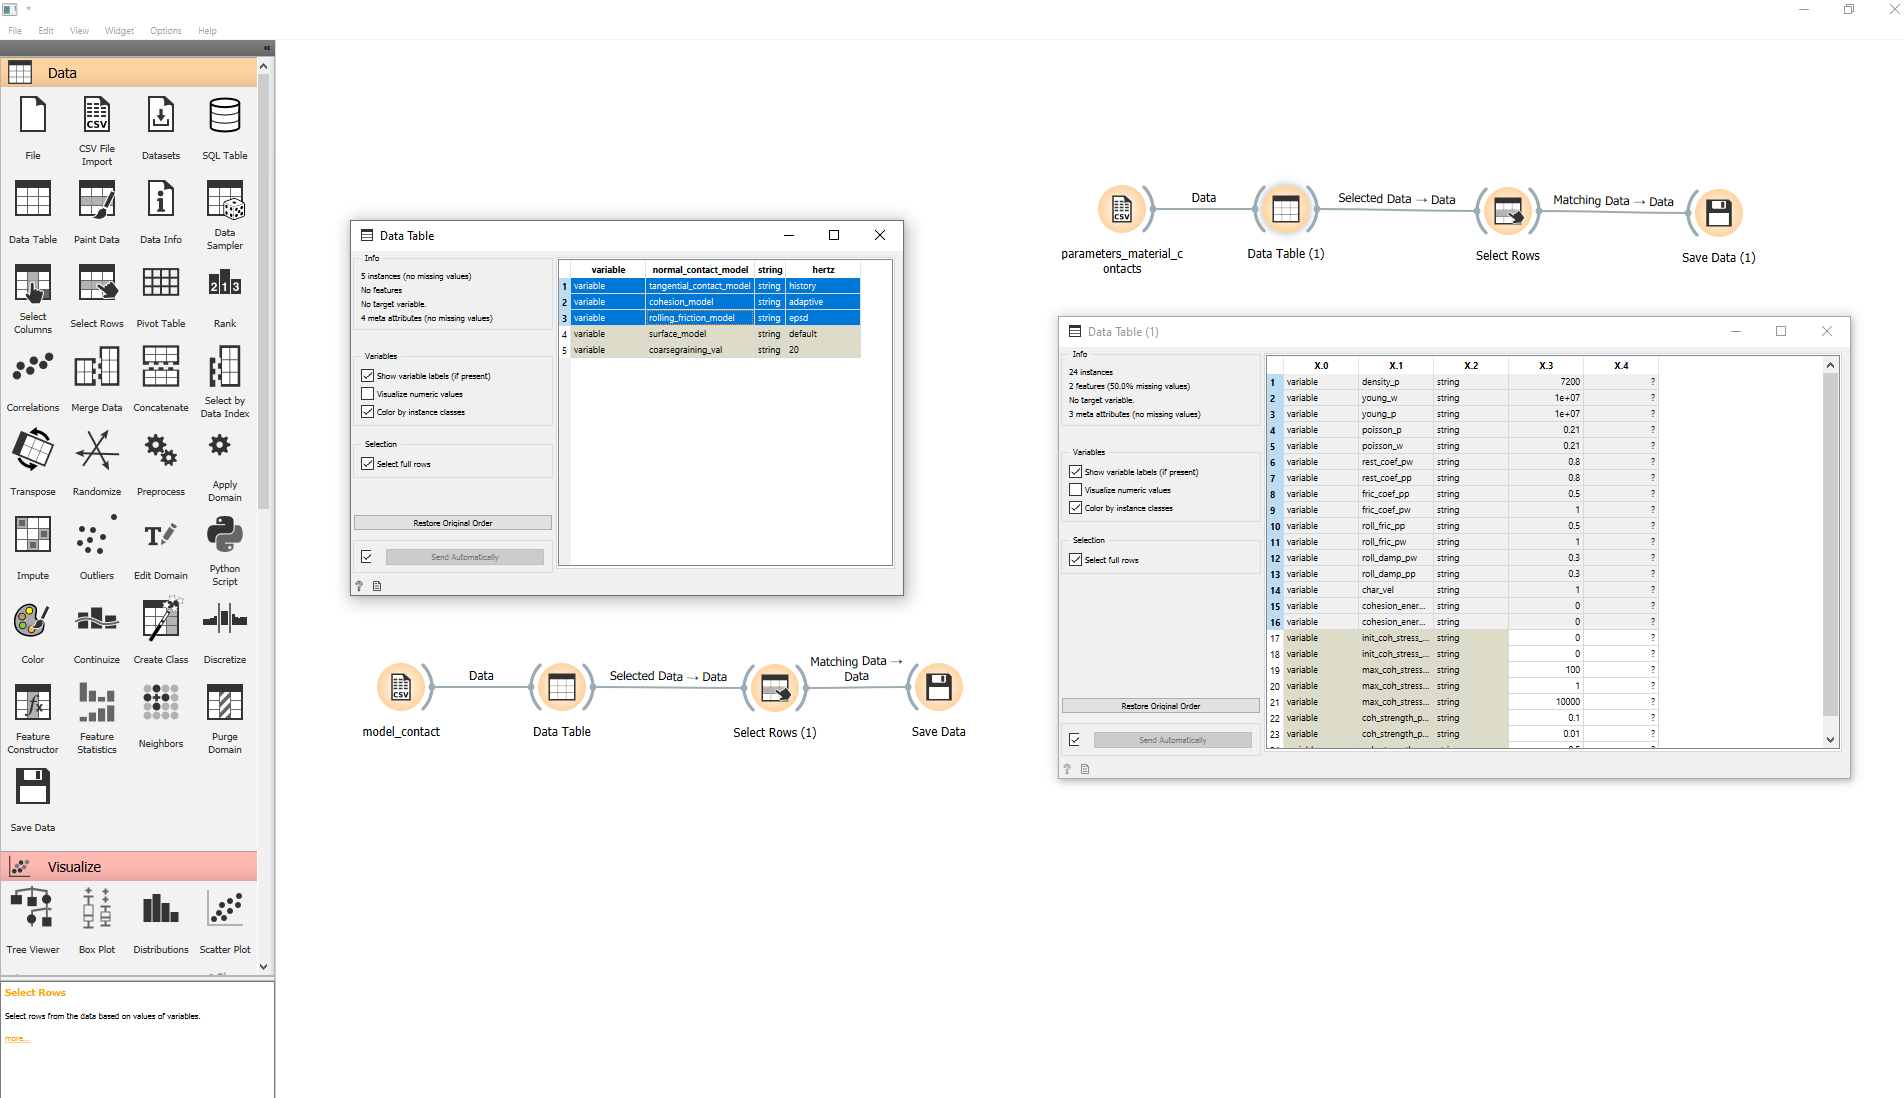 *
File Edit View Widget Options Help
«
Data
File
CSV File Import
Datasets
SQL Table
Data Table
Paint Data
Data Info
Data Sampler
Select Columns
Select Rows
Pivot Table
Rank
Correlations
Merge Data
Concatenate
Select by Data Index
Transpose
Randomize
Preprocess
Apply Domain
Impute
Outliers
Edit Domain
Python Script
Color
Continuize
Create Class
Discretize
Feature Constructor
Feature Statistics
Neighbors
Purge Domain
Save Data
Visualize
Tree Viewer
Box Plot
Distributions
Scatter Plot
Select Rows
Select rows from the data based on values of variables.
more...
Data Table
Info
5 instances (no missing values)
No features
No target variable.
4 meta attributes (no missing values)
Variables
Show variable labels (if present)
Visualize numeric values
Color by instance classes
Selection
Select full rows
Restore Original Order
Send Automatically
variable normal_contact_model string hertz
1 variable tangential_contact_model string history
2 variable cohesion_model string adaptive
3 variable rolling_friction_model string epsd
4 variable surface_model string default
5 variable coarsegraining_val string 20
CSV
model_contact
Data
Data Table
Selected Data → Data
Select Rows (1)
Matching Data →
Data
Save Data
CSV
parameters_material_c
ontacts
Data
Data Table (1)
Selected Data → Data
Select Rows
Matching Data → Data
Save Data (1)
Data Table (1)
Info
24 instances
2 features (50.0% missing values)
No target variable.
3 meta attributes (no missing values)
Variables
Show variable labels (if present)
Visualize numeric values
Color by instance classes
Selection
Select full rows
Restore Original Order
Send Automatically
X.0 X.1 X.2 X.3 X.4
1 variable density_p string 7200 ?
2 variable young_w string 1e+07 ?
3 variable young_p string 1e+07 ?
4 variable poisson_p string 0.21 ?
5 variable poisson_w string 0.21 ?
6 variable rest_coef_pw string 0.8 ?
7 variable rest_coef_pp string 0.8 ?
8 variable fric_coef_pp string 0.5 ?
9 variable fric_coef_pw string 1 ?
10 variable roll_fric_pp string 0.5 ?
11 variable roll_fric_pw string 1 ?
12 variable roll_damp_pw string 0.3 ?
13 variable roll_damp_pp string 0.3 ?
14 variable char_vel string 1 ?
15 variable cohesion_ener... string 0 ?
16 variable cohesion_ener... string 0 ?
17 variable init_coh_stress_... string 0 ?
18 variable init_coh_stress_... string 0 ?
19 variable max_coh_stress... string 100 ?
20 variable max_coh_stress... string 1 ?
21 variable max_coh_stress... string 10000 ?
22 variable coh_strength_p... string 0.1 ?
23 variable coh_strength_p... string 0.01 ?